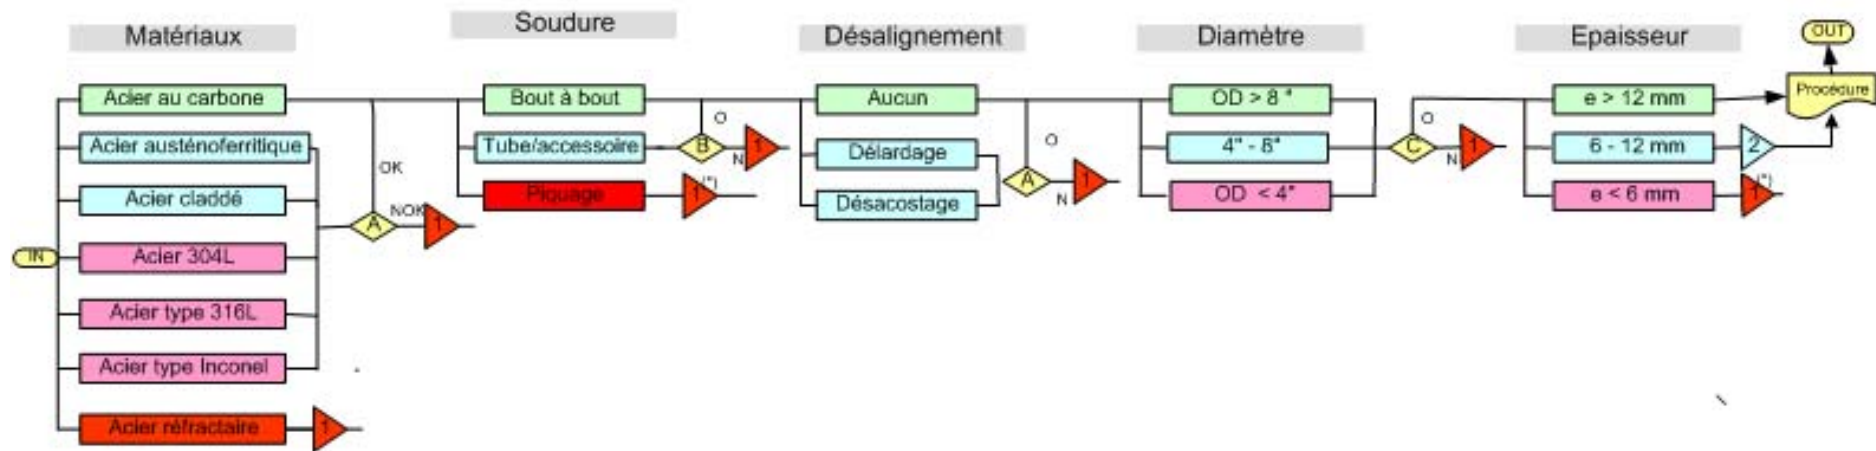 Matériaux
Soudure
Désalignement
Diamètre
Epaisseur
OUT
Acier au carbone
Bout à bout
Aucun
OD > 8 "
e > 12 mm
Procédure
O
O
O
Acier austénoferritique
Tube/accessoire
B
N
1
Délardage
4" - 8"
C
N
1
6 - 12 mm
2
OK
Acier claddé
Piquage
1
(*)
Désacostage
A
N
1
OD < 4"
e < 6 mm
1
(*)
NOK
A
1
IN
Acier 304L
Acier type 316L
Acier type Inconel
Acier réfractaire
1